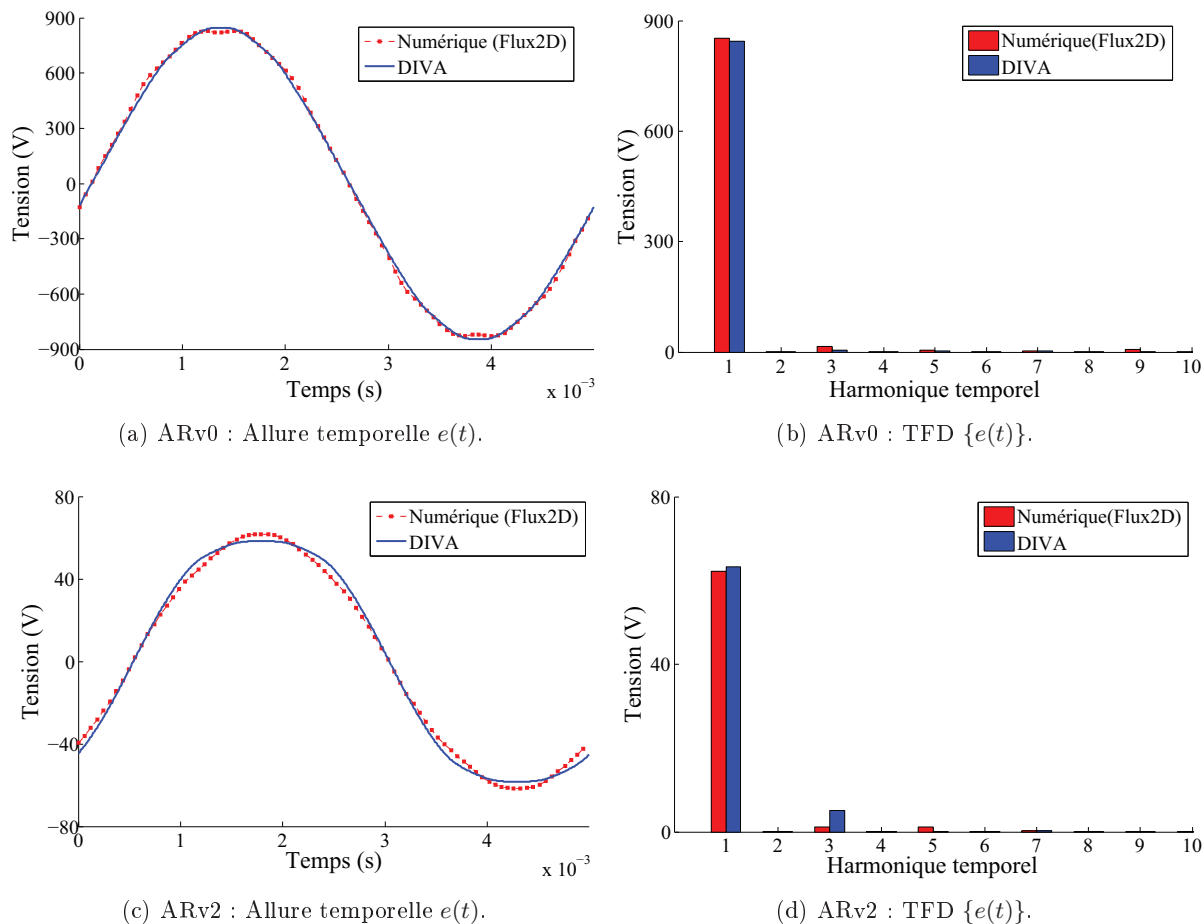 900
600
300
0
−300
−600
−900
Tension (V)
0
1
2
3
4
x 10⁻³
Temps (s)
Numérique (Flux2D)
DIVA
(a) ARv0 : Allure temporelle e(t).
900
600
300
0
Tension (V)
1 2 3 4 5 6 7 8 9 10
Harmonique temporel
Numérique(Flux2D)
DIVA
(b) ARv0 : TFD {e(t)}.
80
40
0
−40
−80
Tension (V)
0
1
2
3
4
x 10⁻³
Temps (s)
Numérique (Flux2D)
DIVA
(c) ARv2 : Allure temporelle e(t).
80
40
0
Tension (V)
1 2 3 4 5 6 7 8 9 10
Harmonique temporel
Numérique(Flux2D)
DIVA
(d) ARv2 : TFD {e(t)}.